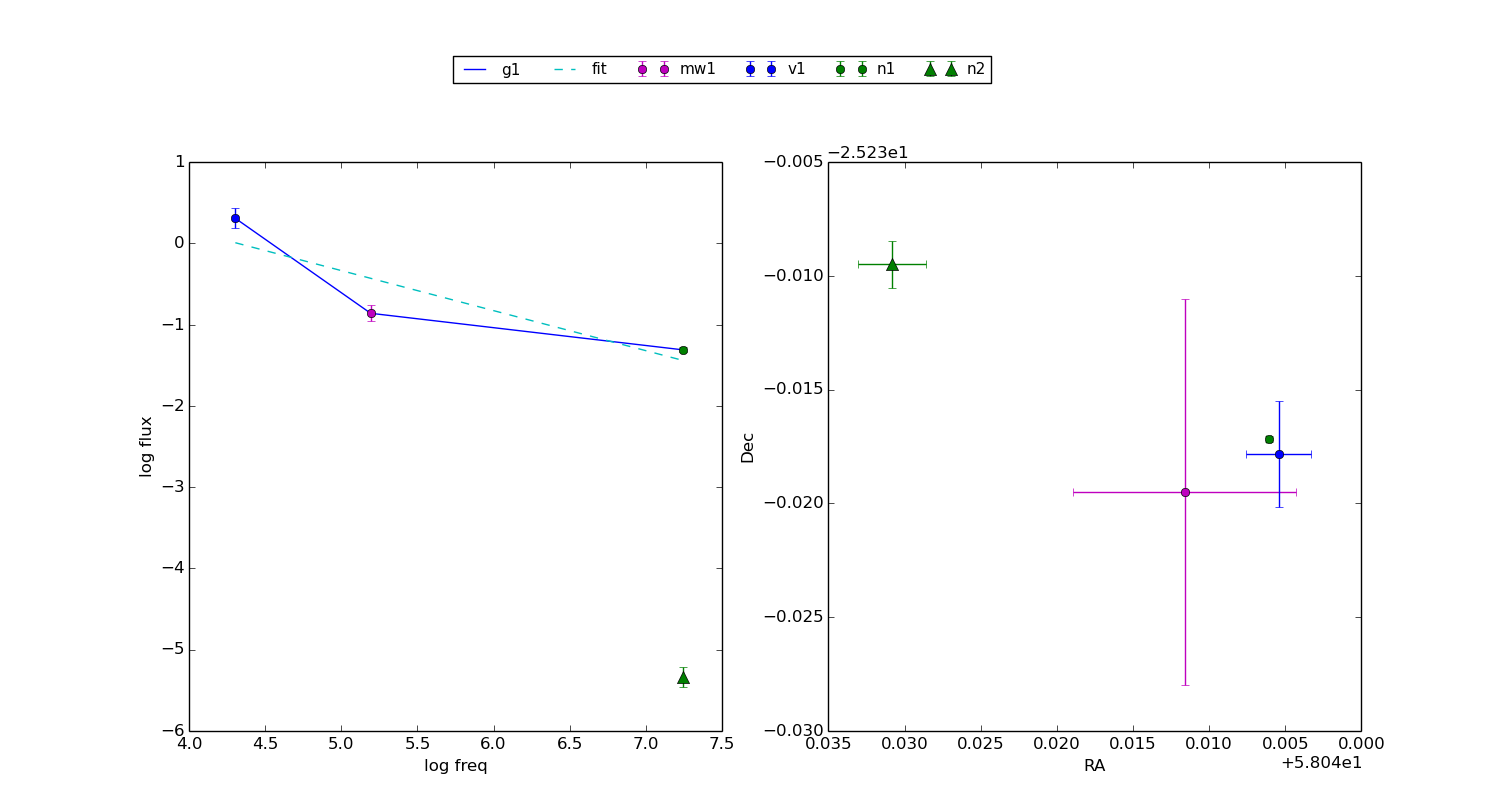 g1 fit mw1 v1 n1 n2
1
0
−1
−2
−3
−4
−5
−6
log flux
4.0 4.5 5.0 5.5 6.0 6.5 7.0 7.5
log freq
−2.523e1
−0.005
−0.010
−0.015
−0.020
−0.025
−0.030
Dec
0.035 0.030 0.025 0.020 0.015 0.010 0.005 0.000
RA
+5.804e1